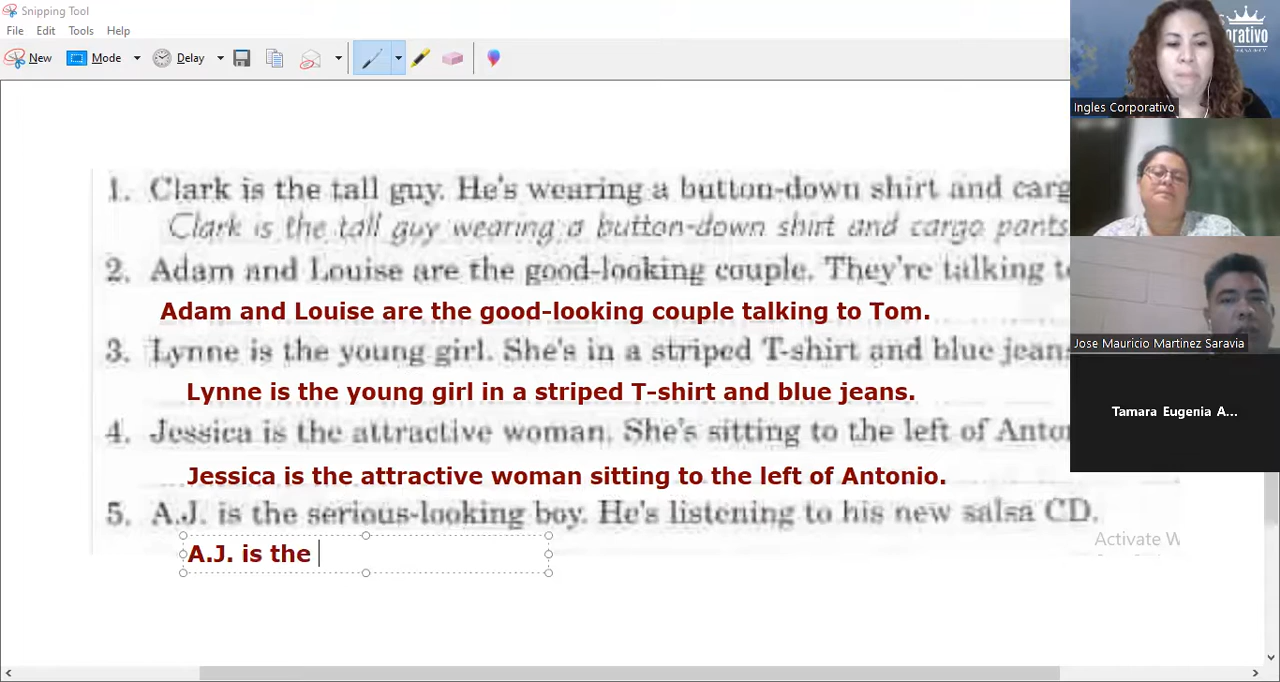 Snipping Tool
File Edit Tools Help
New Mode Delay
orativo
Ingles Corporativo
1. Clark is the tall guy. He's wearing a button-down shirt and carg
Clark is the tall guy wearing a button-down shirt and cargo pants
2. Adam and Louise are the good-looking couple. They're talking t
Adam and Louise are the good-looking couple talking to Tom.
3. Lynne is the young girl. She's in a striped T-shirt and blue jean
Jose Mauricio Martinez Saravia
Lynne is the young girl in a striped T-shirt and blue jeans.
Tamara Eugenia A...
4. Jessica is the attractive woman. She's sitting to the left of Anto
Jessica is the attractive woman sitting to the left of Antonio.
5. A.J. is the serious-looking boy. He's listening to his new salsa CD.
Activate W
A.J. is the